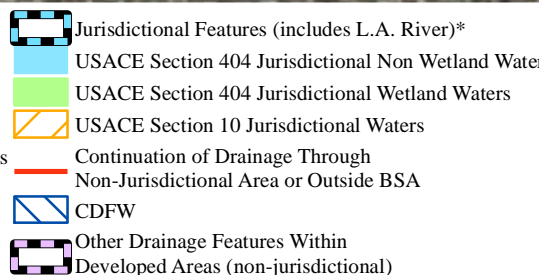 Jurisdictional Features (includes L.A. River)*
USACE Section 404 Jurisdictional Non Wetland Water
USACE Section 404 Jurisdictional Wetland Waters
USACE Section 10 Jurisdictional Waters
s
Continuation of Drainage Through
Non-Jurisdictional Area or Outside BSA
CDFW
Other Drainage Features Within
Developed Areas (non-jurisdictional)